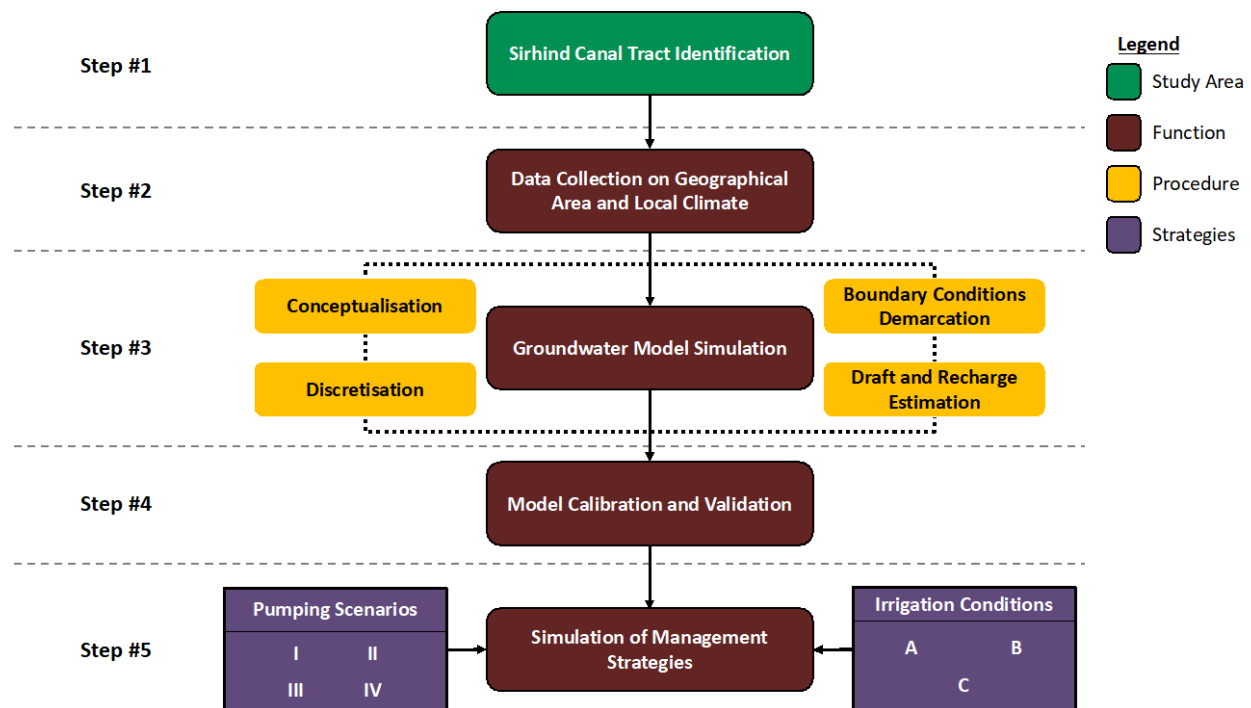 Step #1
Sirhind Canal Tract Identification
Legend
Study Area
Function
Procedure
Strategies
Step #2
Data Collection on Geographical
Area and Local Climate
Step #3
Conceptualisation
Discretisation
Groundwater Model Simulation
Boundary Conditions
Demarcation
Draft and Recharge
Estimation
Step #4
Model Calibration and Validation
Step #5
Pumping Scenarios
I II
III IV
Simulation of Management
Strategies
Irrigation Conditions
A B
C